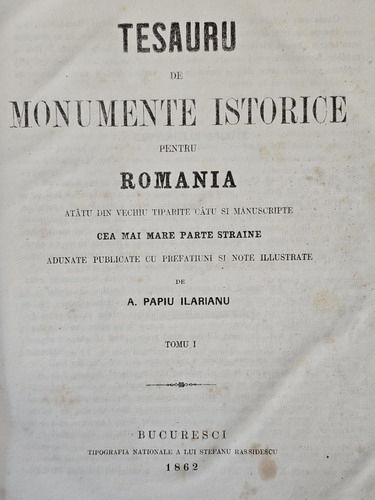 TESAURU
DE
MONUMENTE ISTORICE
PENTRU
ROMANIA
ATÂTU DIN VECHIU TIPARITE CÂTU SI MANUSCRIPTE
CEA MAI MARE PARTE STRAINE
ADUNATE PUBLICATE CU PREFATIUNI SI NOTE ILLUSTRATE
DE
A. PAPIU ILARIANU
TOMU I
BUCURESCI
TIPOGRAFIA NATIONALE A LUI STEFANU RASSIDESCU
1862